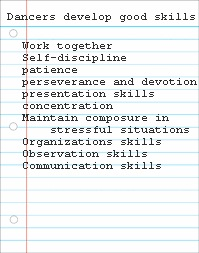 Dancers develop good skills
Work together
Self-discipline
patience
perseverance and devotion
presentation skills
concentration
Maintain composure in
stressful situations
Organizations skills
Observation skills
Communication skills